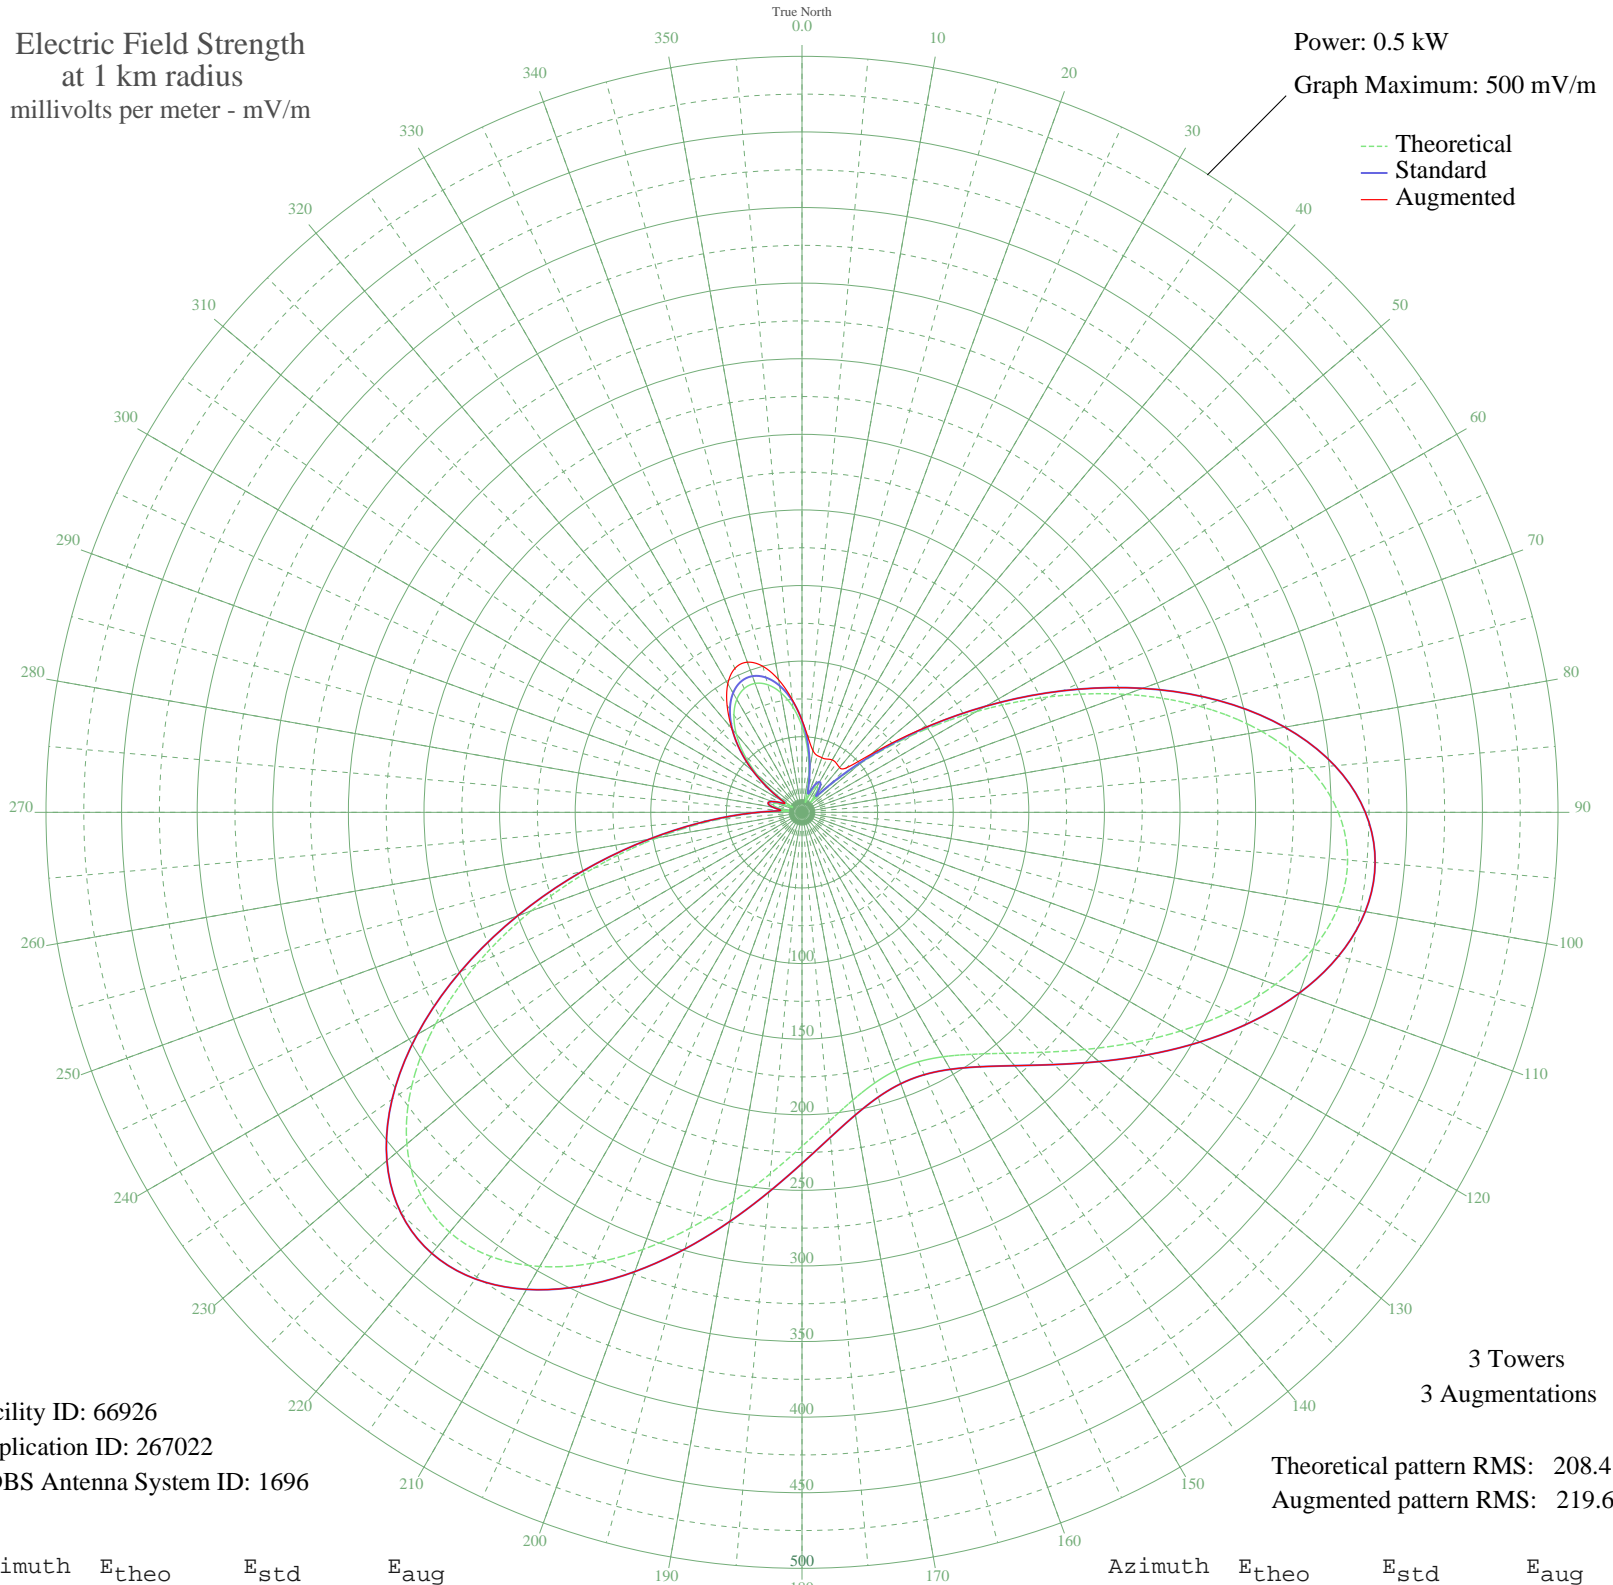 True North
0.0
Electric Field Strength
at 1 km radius
millivolts per meter - mV/m
Power: 0.5 kW
Graph Maximum: 500 mV/m
Theoretical
Standard
Augmented
10
20
30
40
50
60
70
80
90
100
110
120
130
140
150
160
170
180
190
200
210
220
230
240
250
260
270
280
290
300
310
320
330
340
350
100
150
200
250
300
350
400
450
500
3 Towers
3 Augmentations
cility ID: 66926
plication ID: 267022
DBS Antenna System ID: 1696
Theoretical pattern RMS: 208.4
Augmented pattern RMS: 219.6
imuth Etheo Estd Eaug
Azimuth Etheo Estd Eaug